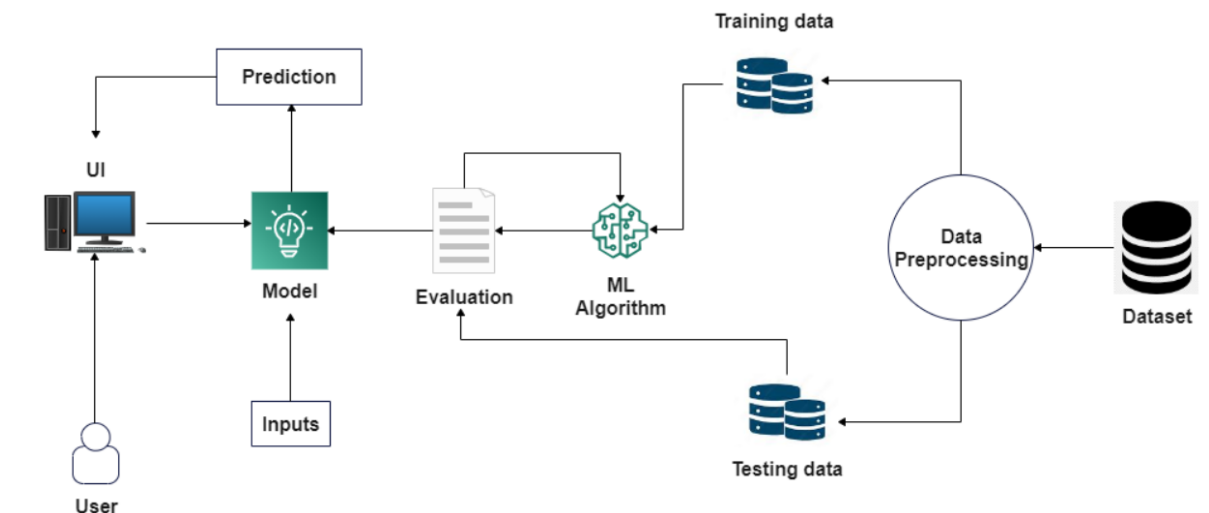 Training data
Prediction
UI
Data
Preprocessing
Model
Evaluation
ML
Algorithm
Dataset
Inputs
Testing data
User